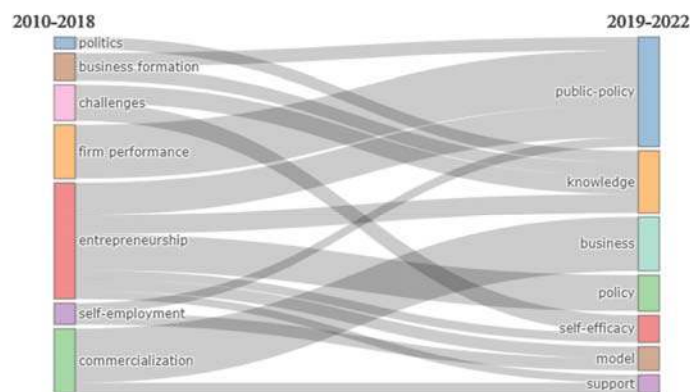 2010-2018
2019-2022
politics
business formation
challenges
firm performance
entrepreneurship
self-employment
commercialization
public-policy
knowledge
business
policy
self-efficacy
model
support